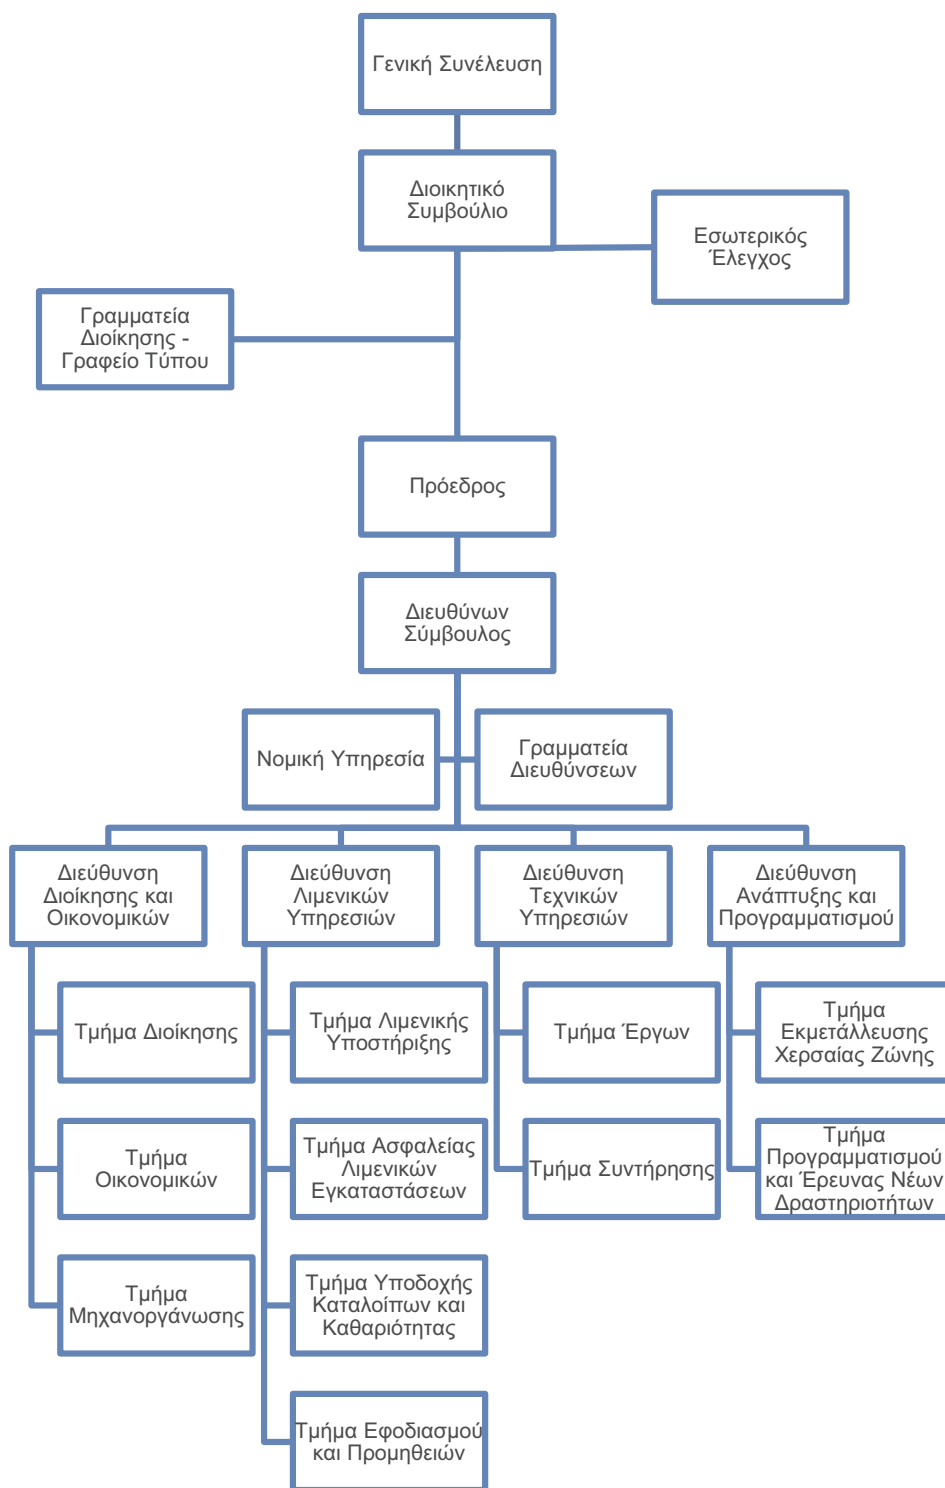 Γενική Συνέλευση
Διοικητικό
Συμβούλιο
Εσωτερικός
Έλεγχος
Γραμματεία
Διοίκησης -
Γραφείο Τύπου
Πρόεδρος
Διευθύνων
Σύμβουλος
Νομική Υπηρεσία
Γραμματεία
Διευθύνσεων
Διεύθυνση
Διοίκησης και
Οικονομικών
Διεύθυνση
Λιμενικών
Υπηρεσιών
Διεύθυνση
Τεχνικών
Υπηρεσιών
Διεύθυνση
Ανάπτυξης και
Προγραμματισμού
Τμήμα Διοίκησης
Τμήμα Λιμενικής
Υποστήριξης
Τμήμα Έργων
Τμήμα
Εκμετάλλευσης
Χερσαίας Ζώνης
Τμήμα
Οικονομικών
Τμήμα Ασφαλείας
Λιμενικών
Εγκαταστάσεων
Τμήμα Συντήρησης
Τμήμα
Προγραμματισμού
και Έρευνας Νέων
Δραστηριοτήτων
Τμήμα
Μηχανοργάνωσης
Τμήμα Υποδοχής
Καταλοίπων και
Καθαριότητας
Τμήμα Εφοδιασμού
και Προμηθειών